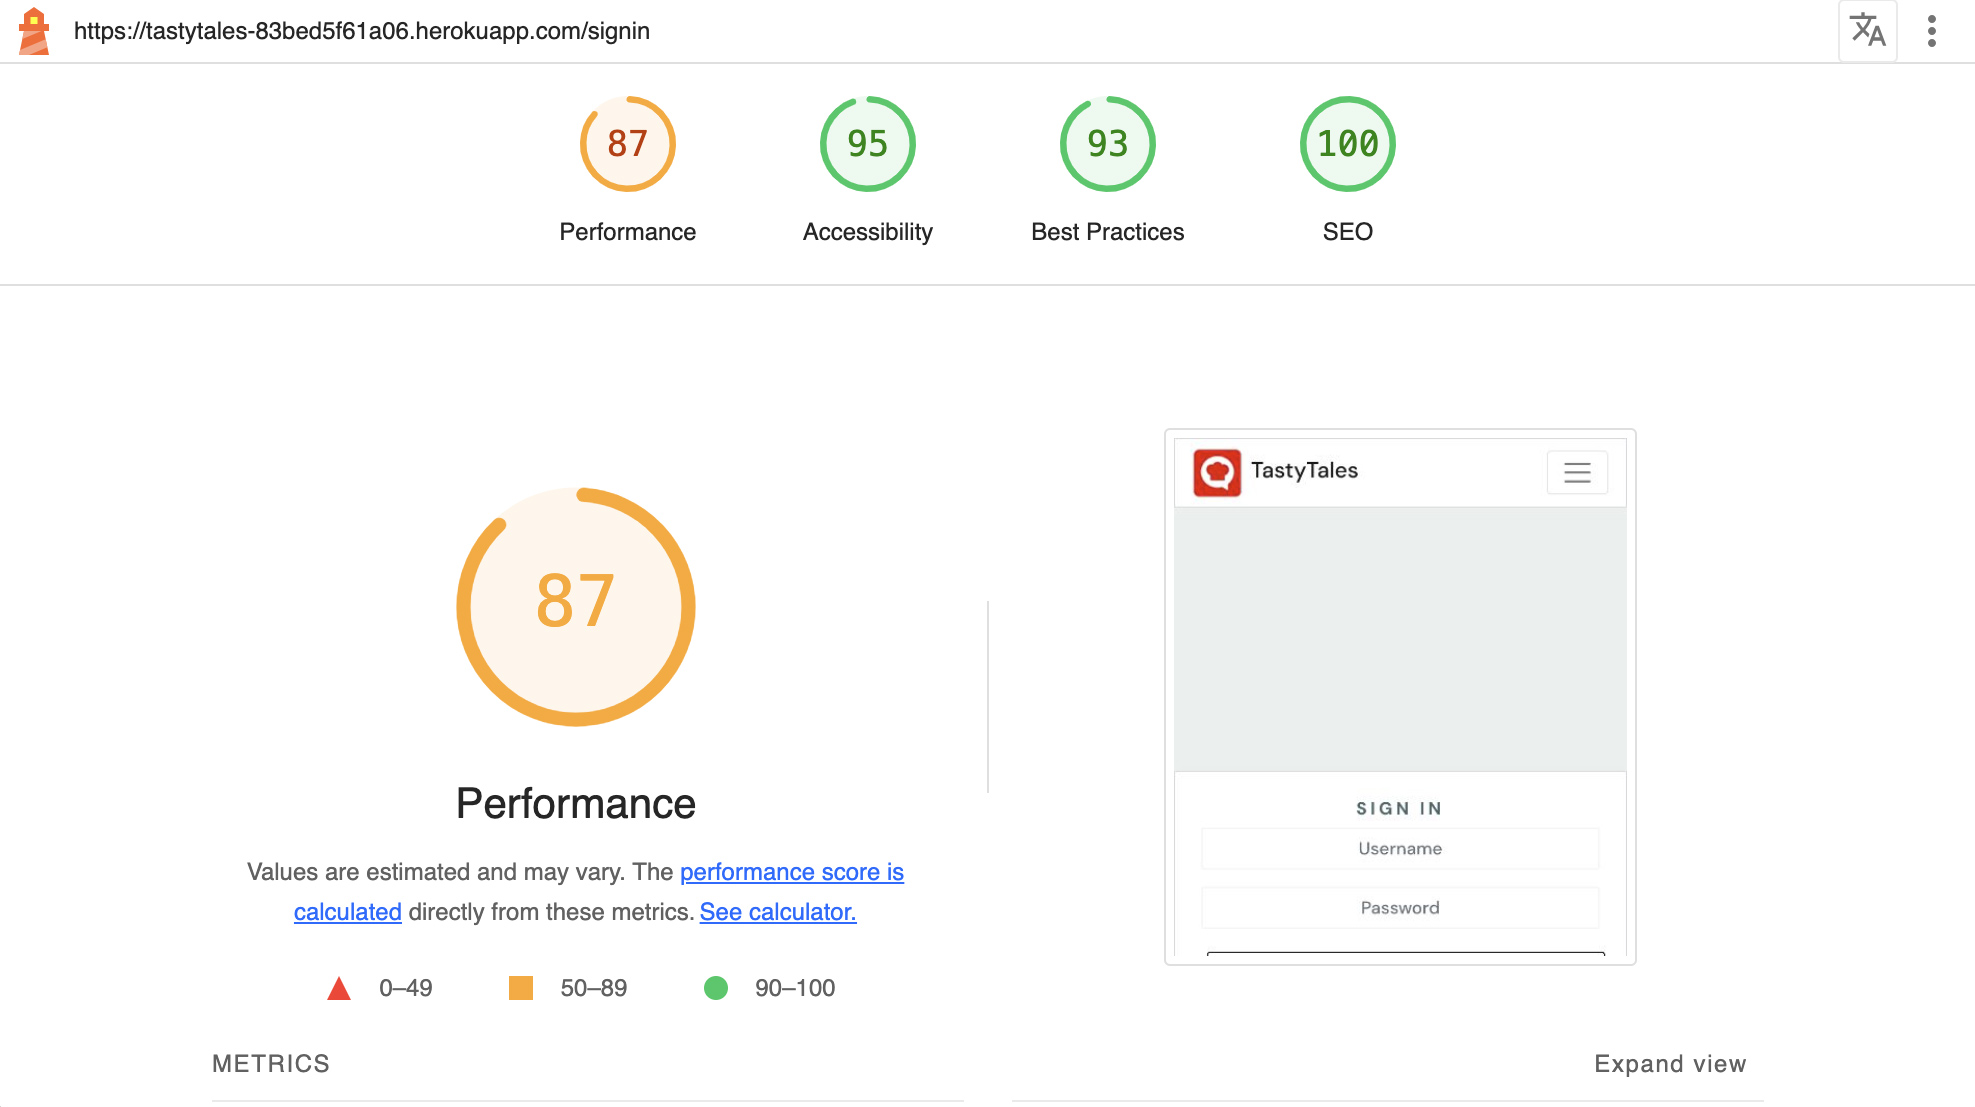 https://tastytales-83bed5f61a06.herokuapp.com/signin
87
95
93
100
Performance
Accessibility
Best Practices
SEO
87
Performance
Values are estimated and may vary. The performance score is
calculated directly from these metrics. See calculator.
0–49
50–89
90–100
TastyTales
SIGN IN
Username
Password
METRICS
Expand view